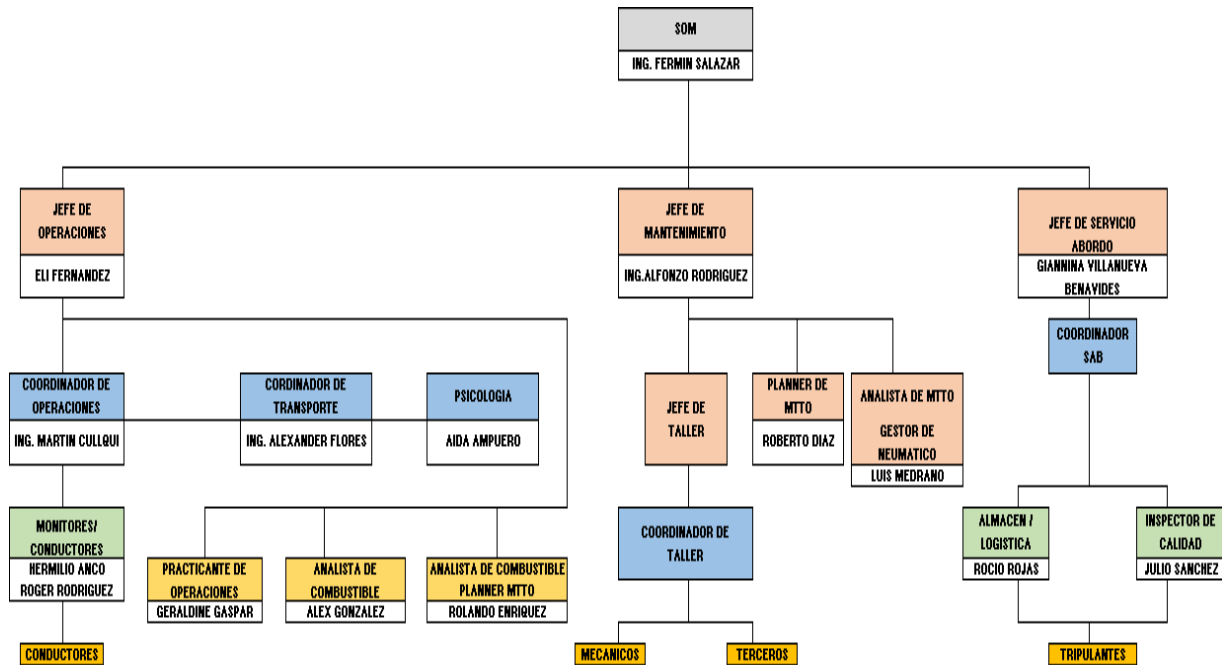 SOM
ING. FERMIN SALAZAR
JEFE DE
OPERACIONES
ELI FERNANDEZ
JEFE DE
MANTENIMIENTO
ING.ALFONZO RODRIGUEZ
JEFE DE SERVICIO
ABORDO
GIANNINA VILLANUEVA
BENAVIDES
COORDINADOR
SAB
COORDINADOR DE
OPERACIONES
ING. MARTIN CULLQUI
CORDINADOR DE
TRANSPORTE
ING. ALEXANDER FLORES
PSICOLOGIA
AIDA AMPUERO
JEFE DE
TALLER
PLANNER DE
MTTO
ROBERTO DIAZ
ANALISTA DE MTTO
GESTOR DE
NEUMATICO
LUIS MEDRANO
MONITORES/
CONDUCTORES
HERMILIO ANCO
ROGER RODRIGUEZ
PRACTICANTE DE
OPERACIONES
GERALDINE GASPAR
ANALISTA DE
COMBUSTIBLE
ALEX GONZALEZ
ANALISTA DE COMBUSTIBLE
PLANNER MTTO
ROLANDO ENRIQUEZ
COORDINADOR DE
TALLER
ALMACEN /
LOGISTICA
ROCIO ROJAS
INSPECTOR DE
CALIDAD
JULIO SANCHEZ
CONDUCTORES
MECANICOS
TERCEROS
TRIPULANTES